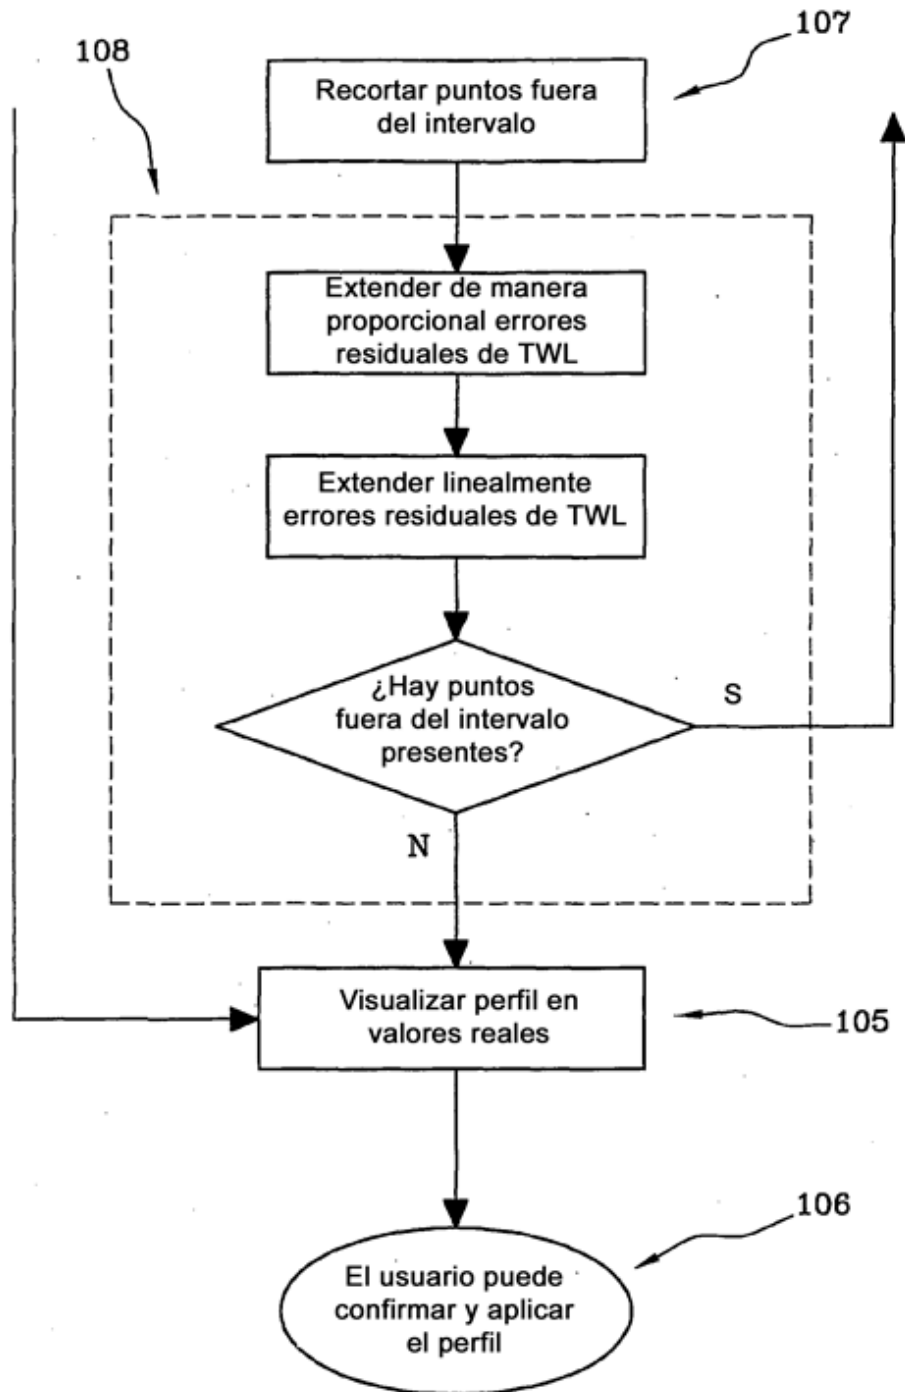 107
108
Recortar puntos fuera
del intervalo
Extender de manera
proporcional errores
residuales de TWL
Extender linealmente
errores residuales de TWL
¿Hay puntos
fuera del intervalo
presentes?
S
N
Visualizar perfil en
valores reales
105
106
El usuario puede
confirmar y aplicar
el perfil